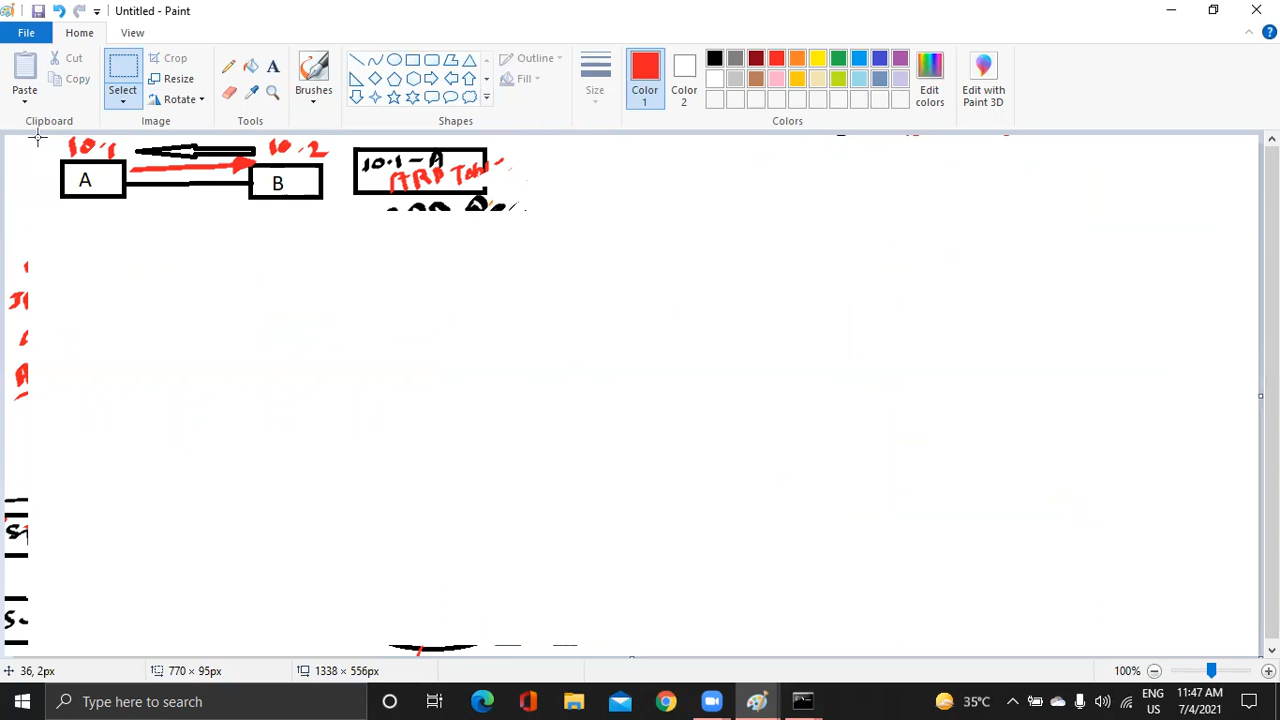 Untitled - Paint
File
Home
View
Paste
Cut
Copy
Clipboard
Select
Crop
Resize
Rotate
Image
Tools
Brushes
Shapes
Outline
Fill
Size
Color
1
Color
2
Edit
colors
Edit with
Paint 3D
Colors
10.1
10.2
A
B
10.1-A
ARP
36, 2px
770 × 95px
1338 × 556px
100%
Type here to search
35°C
ENG
US
11:47 AM
7/4/2021